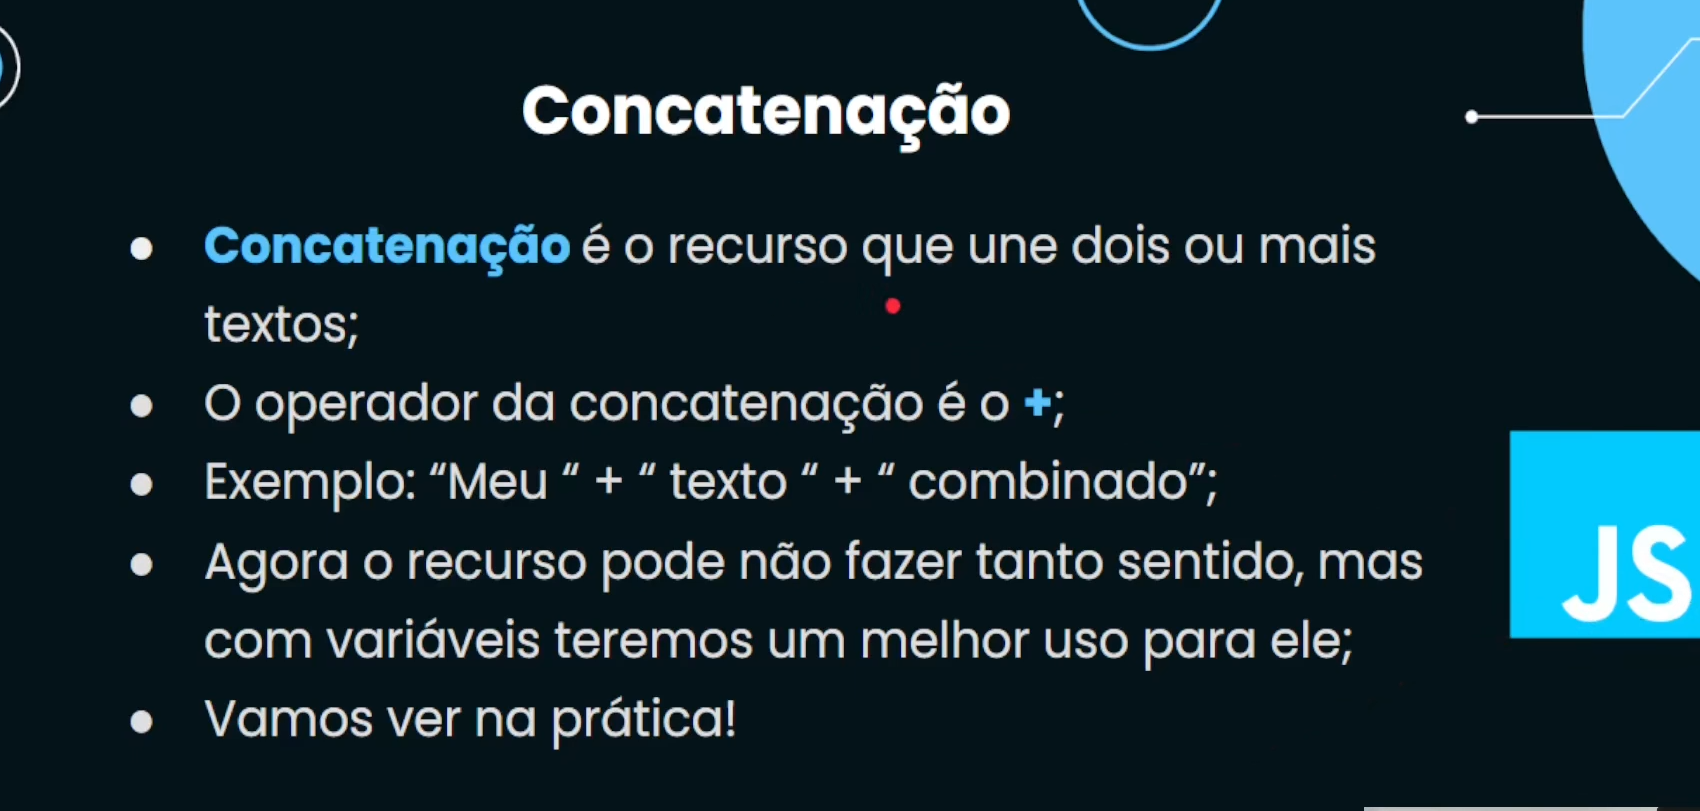 Concatenação
● Concatenação é o recurso que une dois ou mais
textos;
● O operador da concatenação é o +;
● Exemplo: “Meu “ + “ texto “ + “ combinado”;
● Agora o recurso pode não fazer tanto sentido, mas
com variáveis teremos um melhor uso para ele;
● Vamos ver na prática!
JS